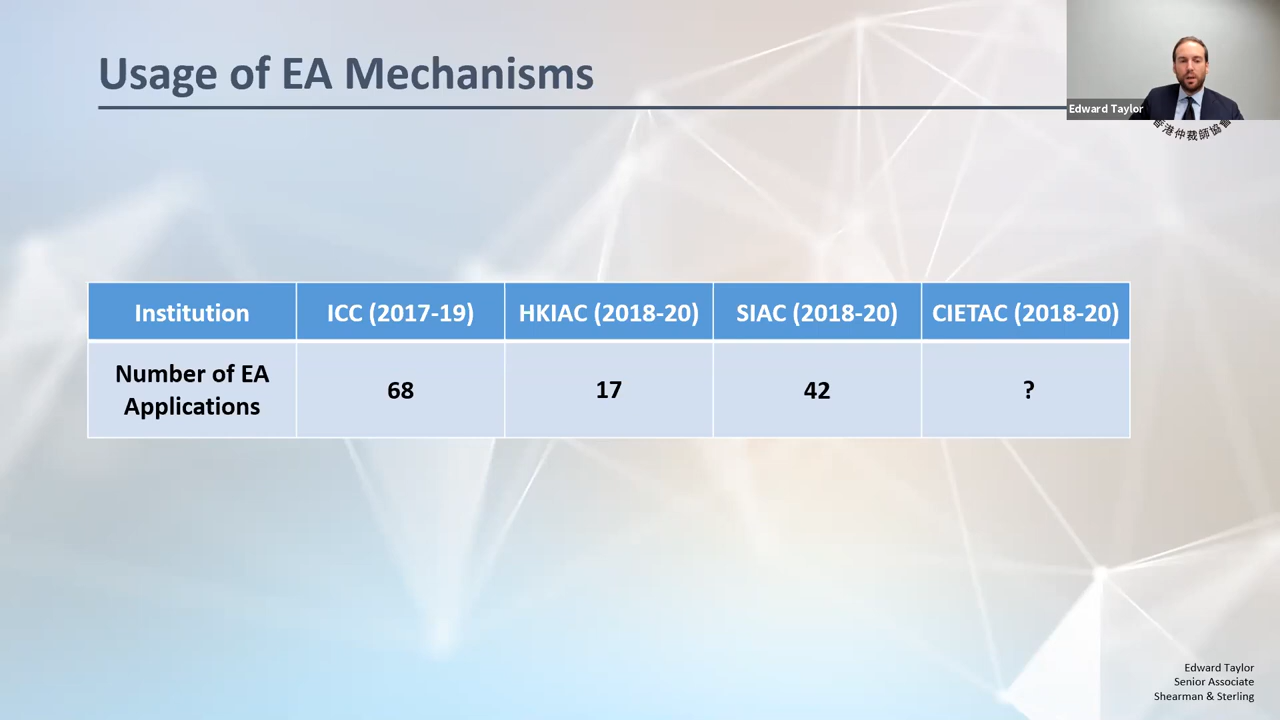 Usage of EA Mechanisms
Edward Taylor
香港仲裁師協會
Institution ICC (2017-19) HKIAC (2018-20) SIAC (2018-20) CIETAC (2018-20)
Number of EA
Applications 68 17 42 ?
Edward Taylor
Senior Associate
Shearman & Sterling